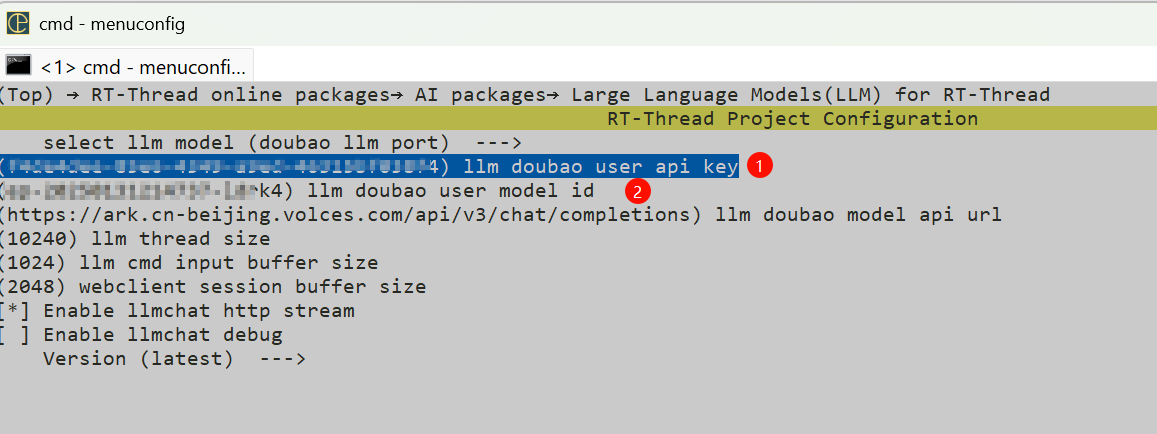 cmd - menuconfig
<1> cmd - menuconfi...
(Top) → RT-Thread online packages→ AI packages→ Large Language Models(LLM) for RT-Thread
RT-Thread Project Configuration
select llm model (doubao llm port)  --->
4) llm doubao user api key 1
k4) llm doubao user model id 2
(https://ark.cn-beijing.volces.com/api/v3/chat/completions) llm doubao model api url
(10240) llm thread size
(1024) llm cmd input buffer size
(2048) webclient session buffer size
[*] Enable llmchat http stream
[ ] Enable llmchat debug
Version (latest)  --->